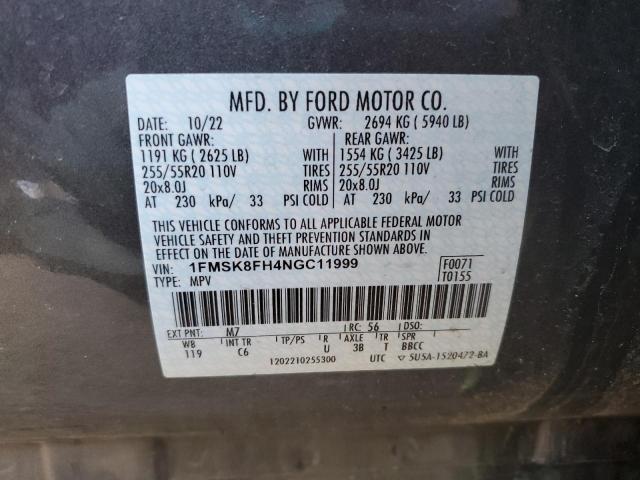 MFD. BY FORD MOTOR CO.
DATE: 10/22 GVWR: 2694 KG ( 5940 LB)
FRONT GAWR: REAR GAWR:
1191 KG ( 2625 LB) WITH 1554 KG ( 3425 LB) WITH
255/55R20 110V TIRES 255/55R20 110V TIRES
20x8.0J RIMS 20x8.0J RIMS
AT 230 kPa/ 33 PSI COLD AT 230 kPa/ 33 PSI COLD
THIS VEHICLE CONFORMS TO ALL APPLICABLE FEDERAL MOTOR
VEHICLE SAFETY AND THEFT PREVENTION STANDARDS IN
EFFECT ON THE DATE OF MANUFACTURE SHOWN ABOVE.
VIN: 1FMSK8FH4NGC11999 F0071
TYPE: MPV T0155
EXT PNT: M7 RC: 56 DSO:
WB INT TR TP/PS R AXLE TR SPR
119 C6 U 3B T BBCC
1202210255300 UTC ▽ 5U5A-1520472-BA